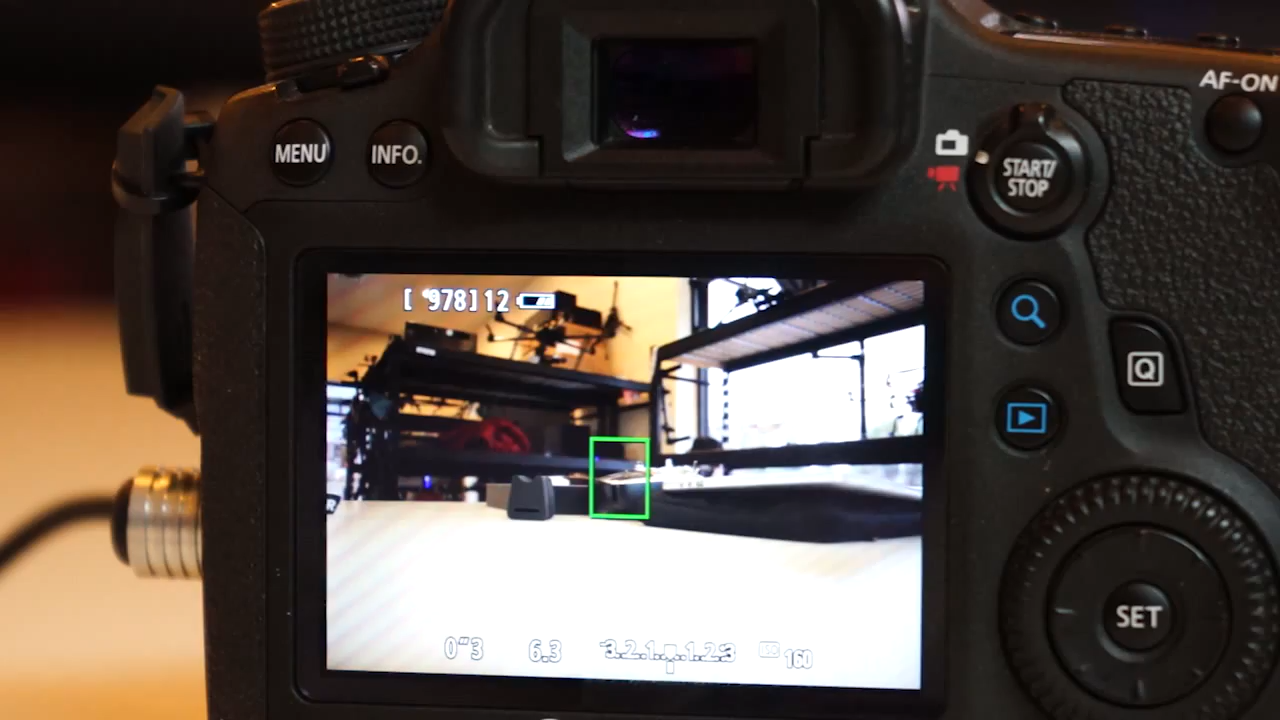 AF-ON
MENU
INFO.
START/
STOP
[ 978]12
Q
R
SET
0"3 6.3 3..2..1..1..2..3 ISO 160